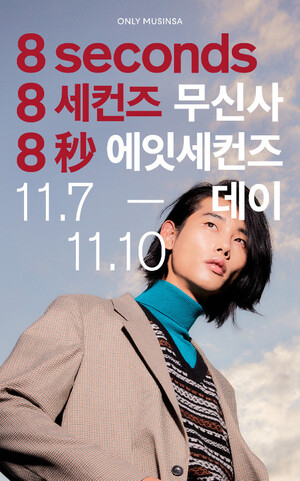 ONLY MUSINSA
8 seconds
8 세컨즈 무신사
8 秒 에잇세컨즈
11.7 — 데이
11.10